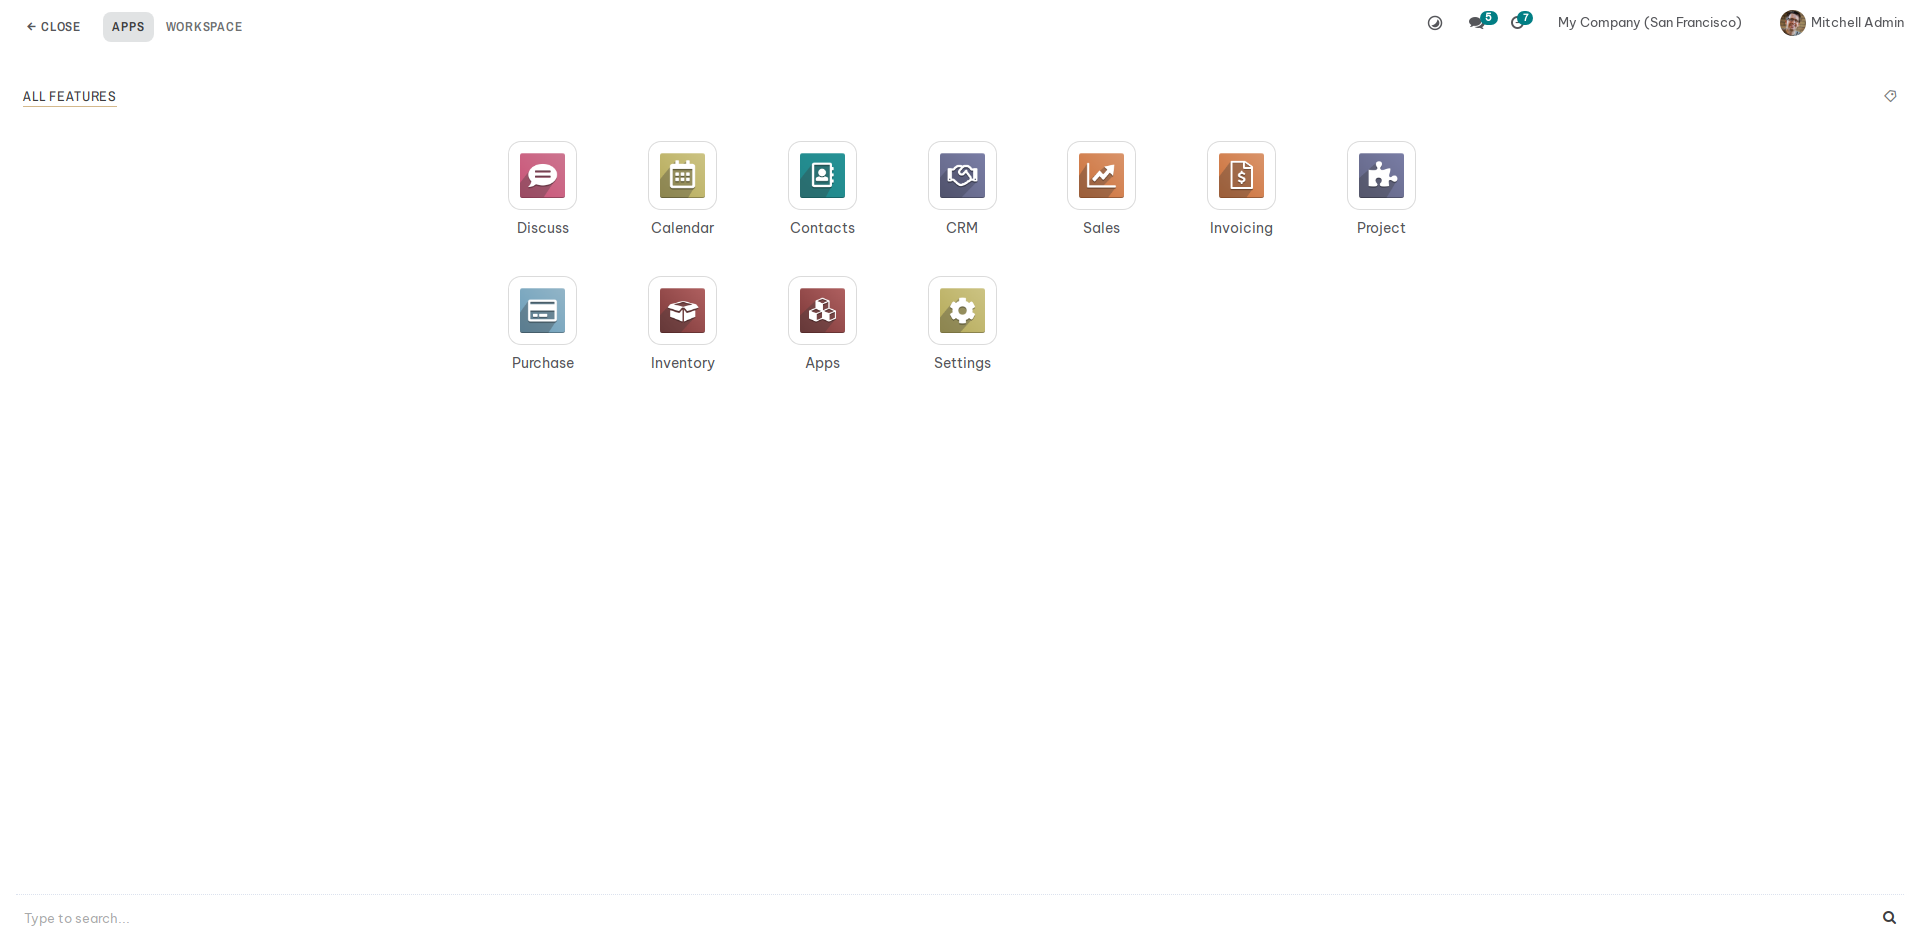 CLOSE APPS WORKSPACE 5 7 My Company (San Francisco) Mitchell Admin
ALL FEATURES
Discuss Calendar Contacts CRM Sales Invoicing Project
Purchase Inventory Apps Settings
Type to search...